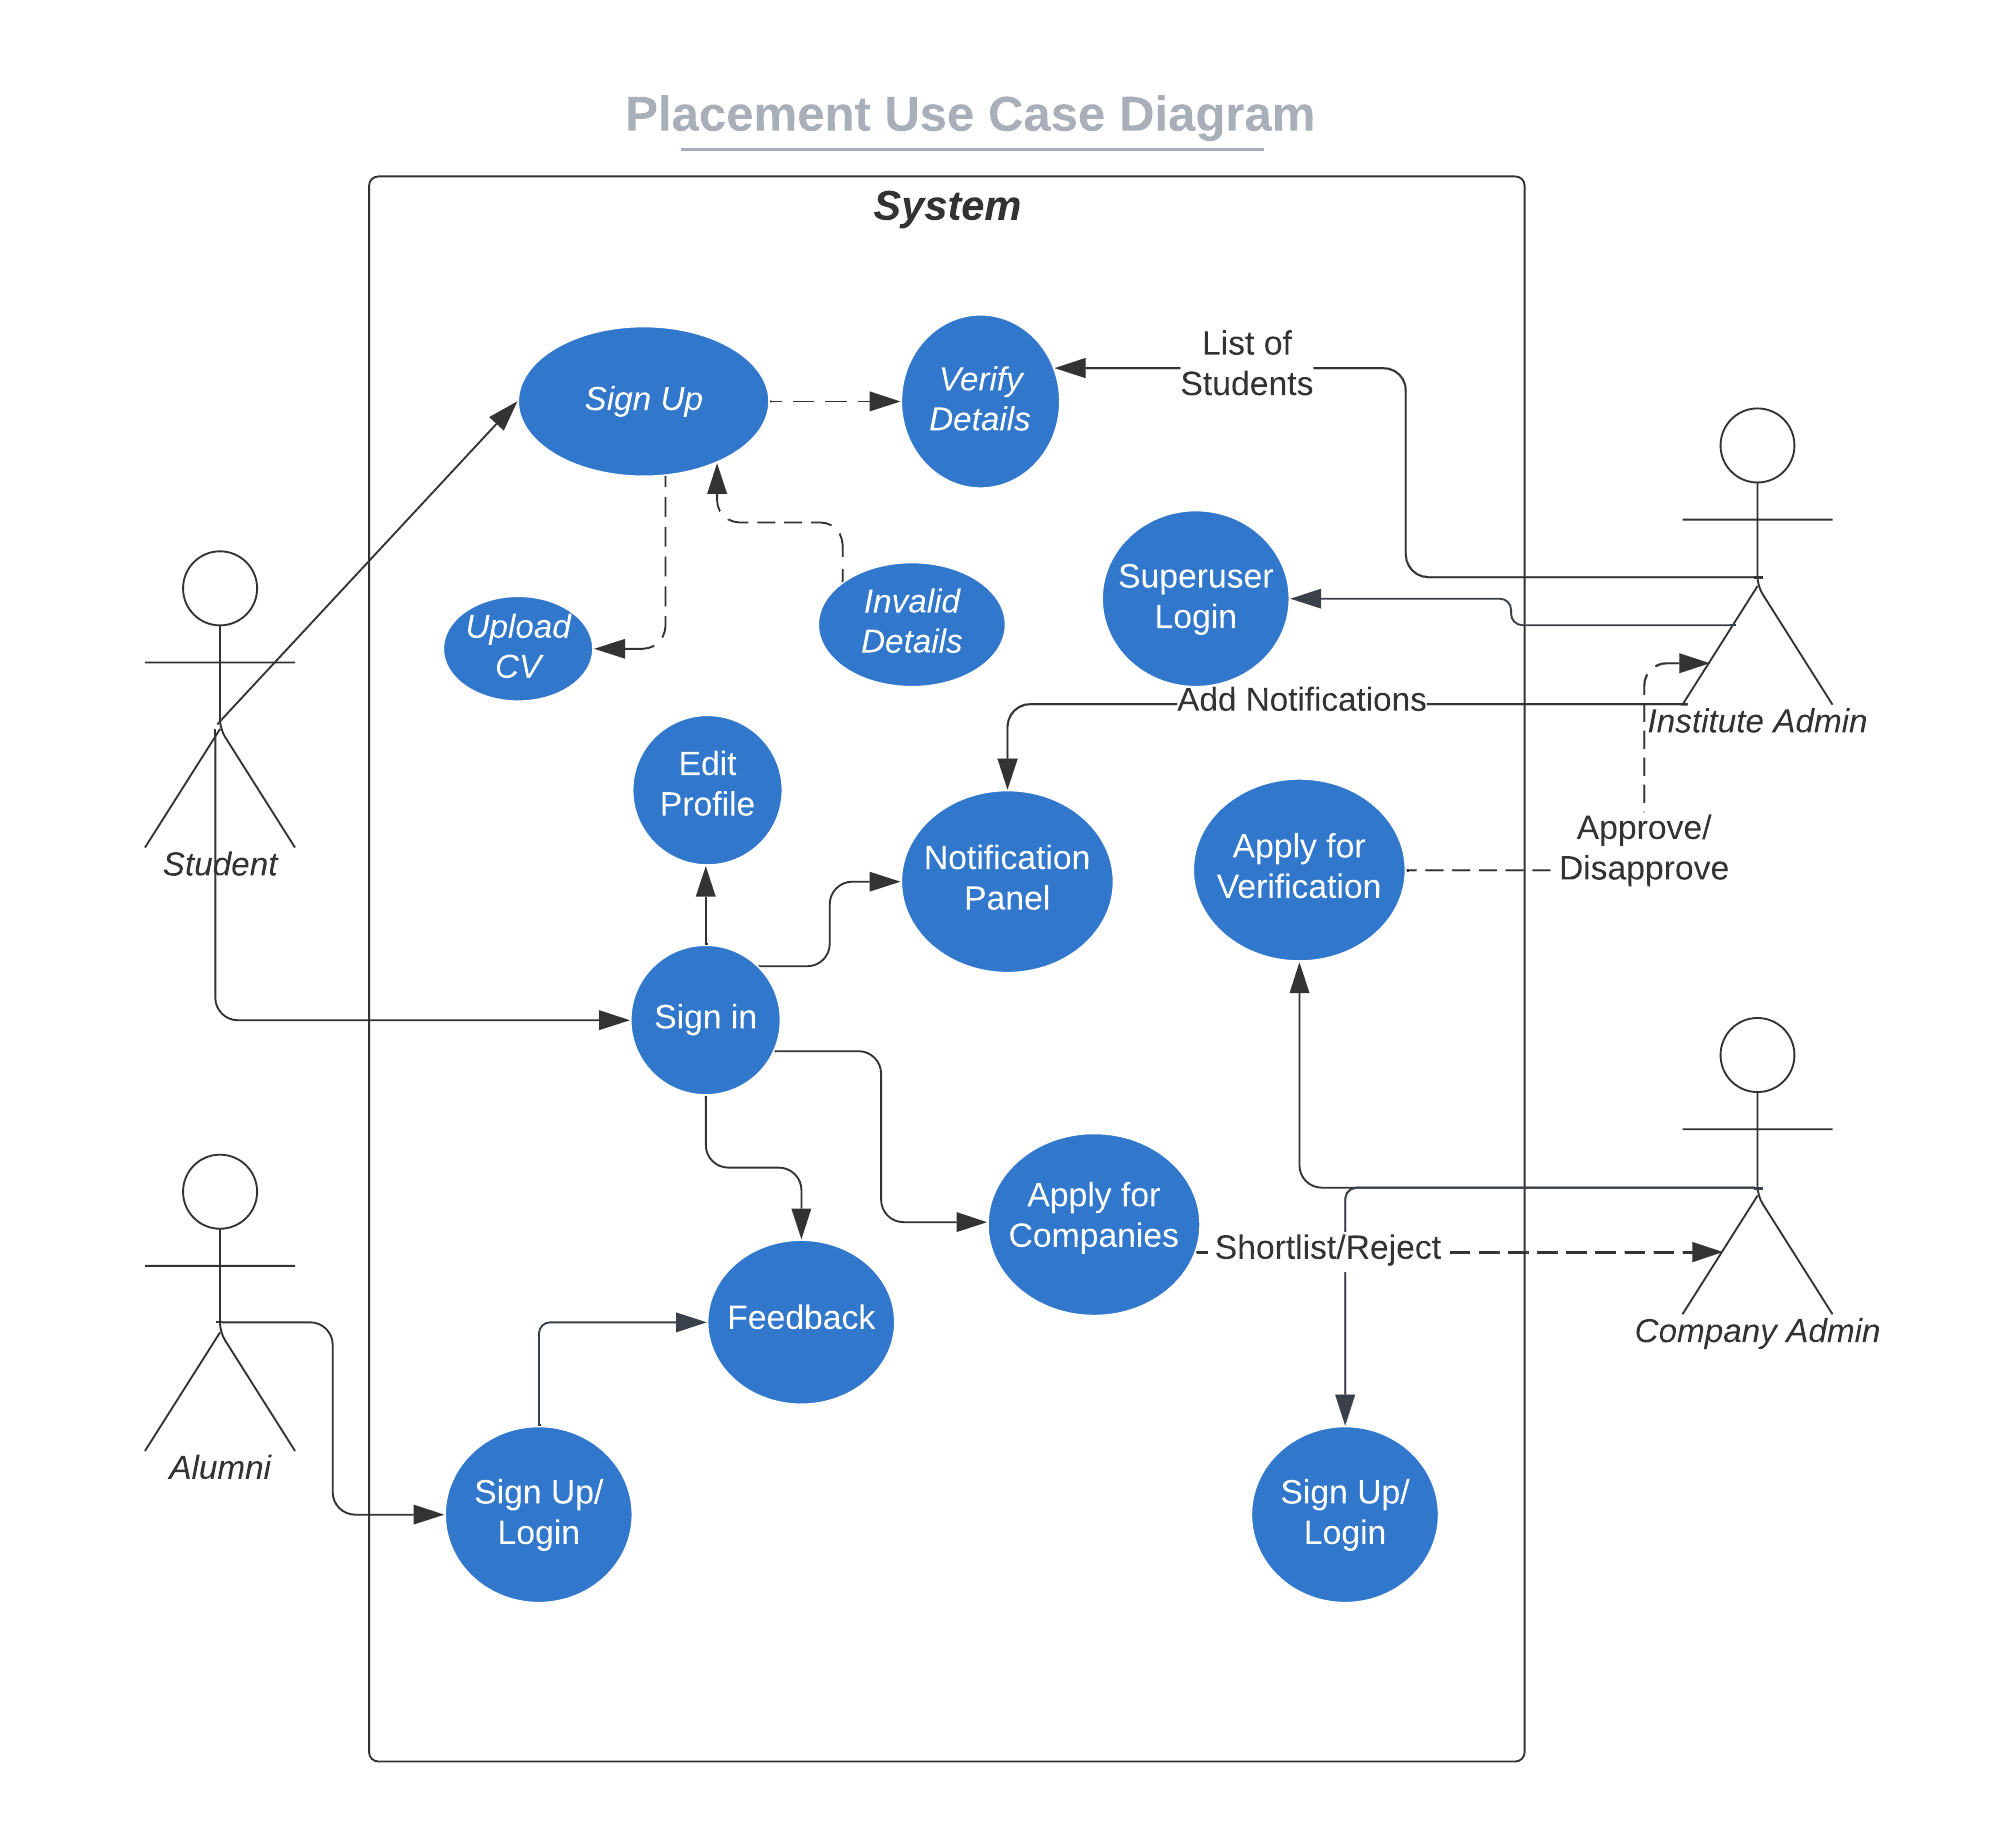 Placement Use Case Diagram
System
List of
Students
Sign Up
Verify
Details
Superuser
Login
Invalid
Details
Upload
CV
Add Notifications
Institute Admin
Edit
Profile
Approve/
Disapprove
Apply for
Verification
Notification
Panel
Student
Sign in
Apply for
Companies
Shortlist/Reject
Feedback
Company Admin
Alumni
Sign Up/
Login
Sign Up/
Login